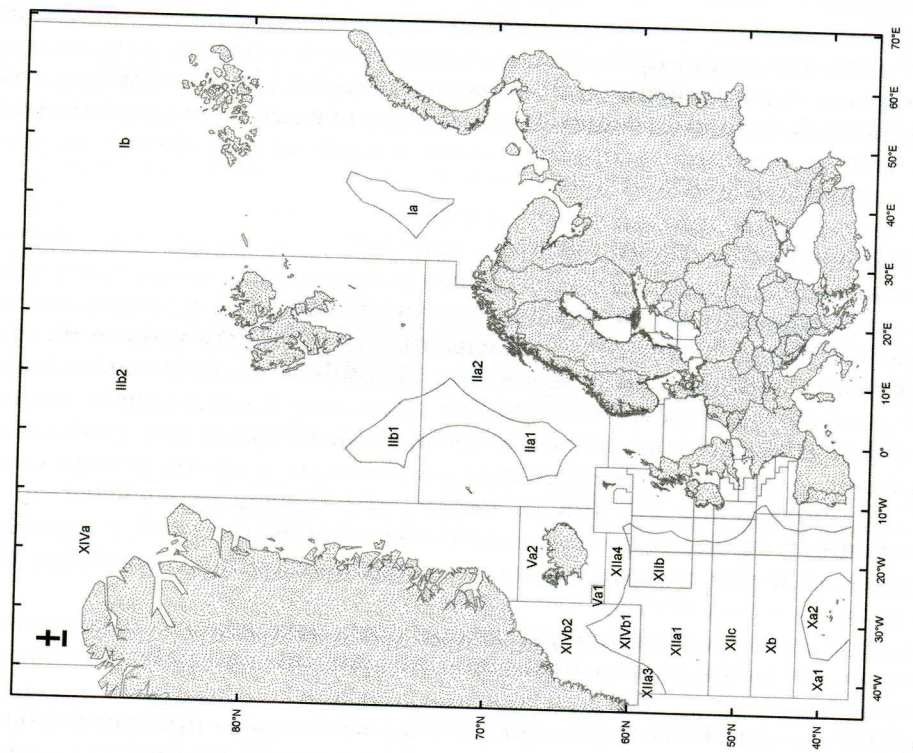 Ib
Ia
IIb2
IIa2
IIb1
IIa1
XIVa
Va2
XIIa4
Va1
XIIb
XIVb2
XIVb1
XIIa3
XIIa1
XIIc
Xb
Xa2
Xa1
80°N
70°N
60°N
50°N
40°N
40°W
30°W
20°W
10°W
0°
10°E
20°E
30°E
40°E
50°E
60°E
70°E